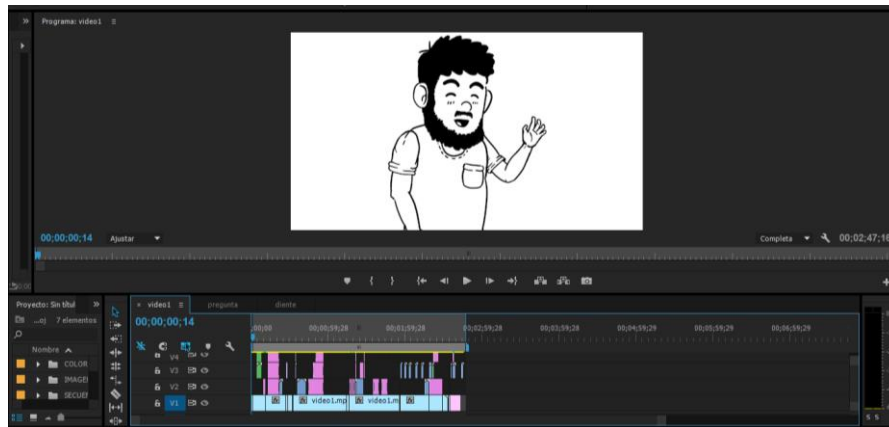 Programa: video1
00;00;00;14 Ajustar Completa 00;02;47;16
Proyecto: Sin títul
...oj 7 elementos
Nombre
COLOR
IMAGEN
SECUEN
video1 pregunta diente
00;00;00;14
;00;00 00;00;59;28 00;01;59;28 00;02;59;28 00;03;59;28 00;04;59;29 00;05;59;29 00;06;59;29
V4
V3
V2
V1 video1.mp video1.m
S S